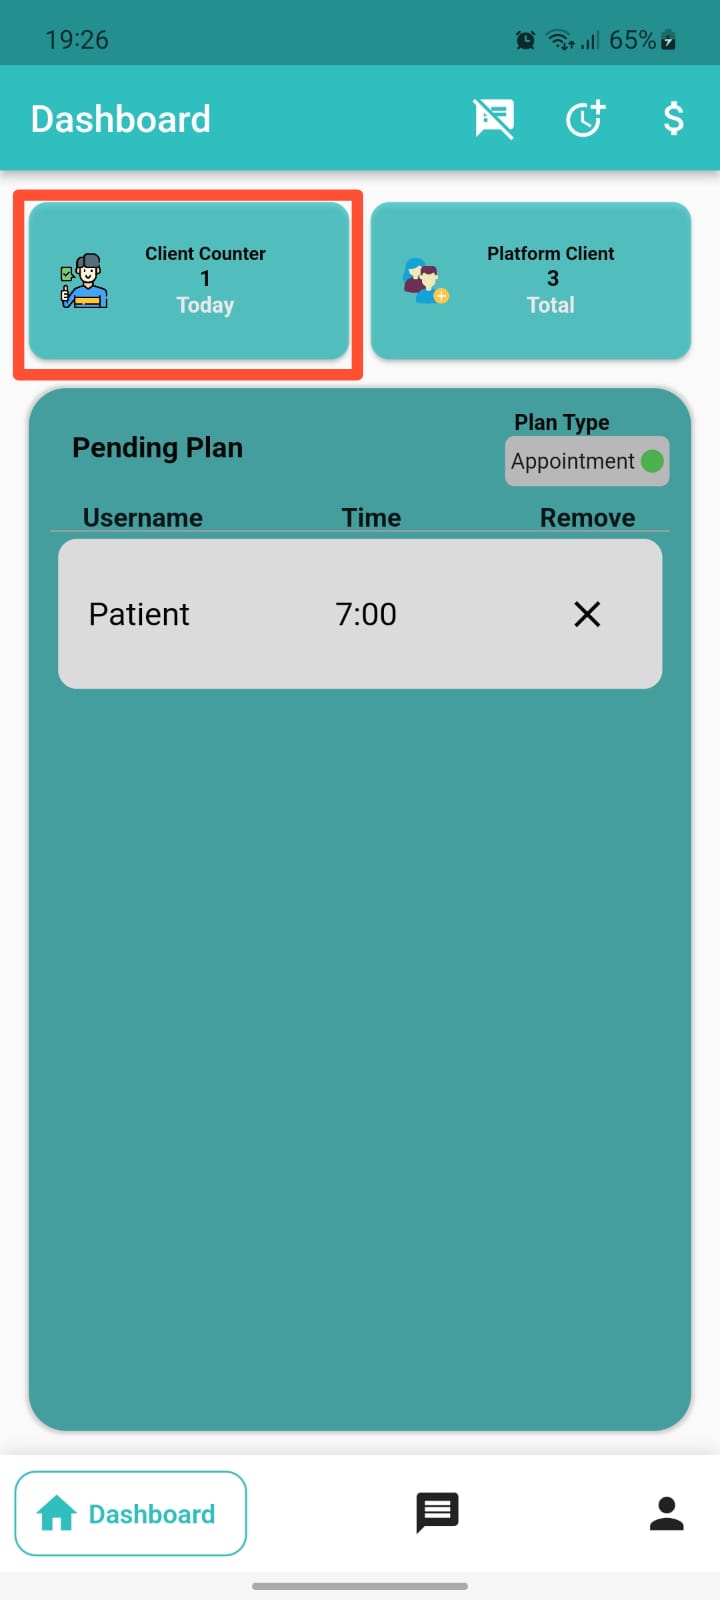 19:26
65%
Dashboard
Client Counter
1
Today
Platform Client
3
Total
Pending Plan
Plan Type
Appointment
Username Time Remove
Patient 7:00
Dashboard